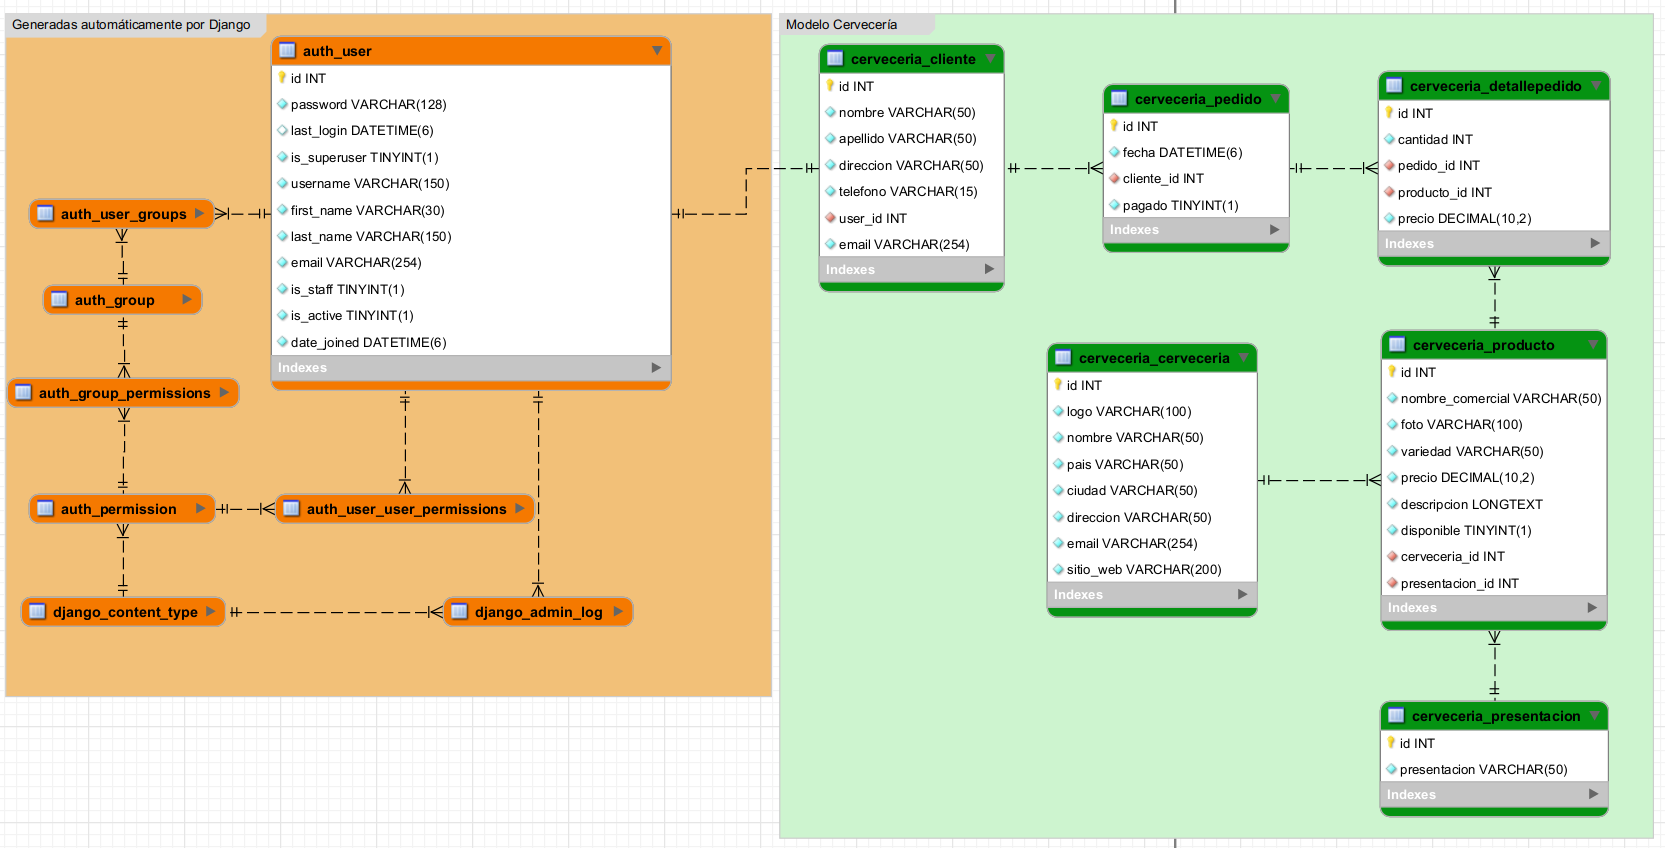 Generadas automáticamente por Django
auth_user
id INT
password VARCHAR(128)
last_login DATETIME(6)
is_superuser TINYINT(1)
username VARCHAR(150)
first_name VARCHAR(30)
last_name VARCHAR(150)
email VARCHAR(254)
is_staff TINYINT(1)
is_active TINYINT(1)
date_joined DATETIME(6)
Indexes
auth_user_groups
auth_group
auth_group_permissions
auth_permission
auth_user_user_permissions
django_content_type
django_admin_log
Modelo Cervecería
cerveceria_cliente
id INT
nombre VARCHAR(50)
apellido VARCHAR(50)
direccion VARCHAR(50)
telefono VARCHAR(15)
user_id INT
email VARCHAR(254)
Indexes
cerveceria_pedido
id INT
fecha DATETIME(6)
cliente_id INT
pagado TINYINT(1)
Indexes
cerveceria_detallepedido
id INT
cantidad INT
pedido_id INT
producto_id INT
precio DECIMAL(10,2)
Indexes
cerveceria_cerveceria
id INT
logo VARCHAR(100)
nombre VARCHAR(50)
pais VARCHAR(50)
ciudad VARCHAR(50)
direccion VARCHAR(50)
email VARCHAR(254)
sitio_web VARCHAR(200)
Indexes
cerveceria_producto
id INT
nombre_comercial VARCHAR(50)
foto VARCHAR(100)
variedad VARCHAR(50)
precio DECIMAL(10,2)
descripcion LONGTEXT
disponible TINYINT(1)
cerveceria_id INT
presentacion_id INT
Indexes
cerveceria_presentacion
id INT
presentacion VARCHAR(50)
Indexes